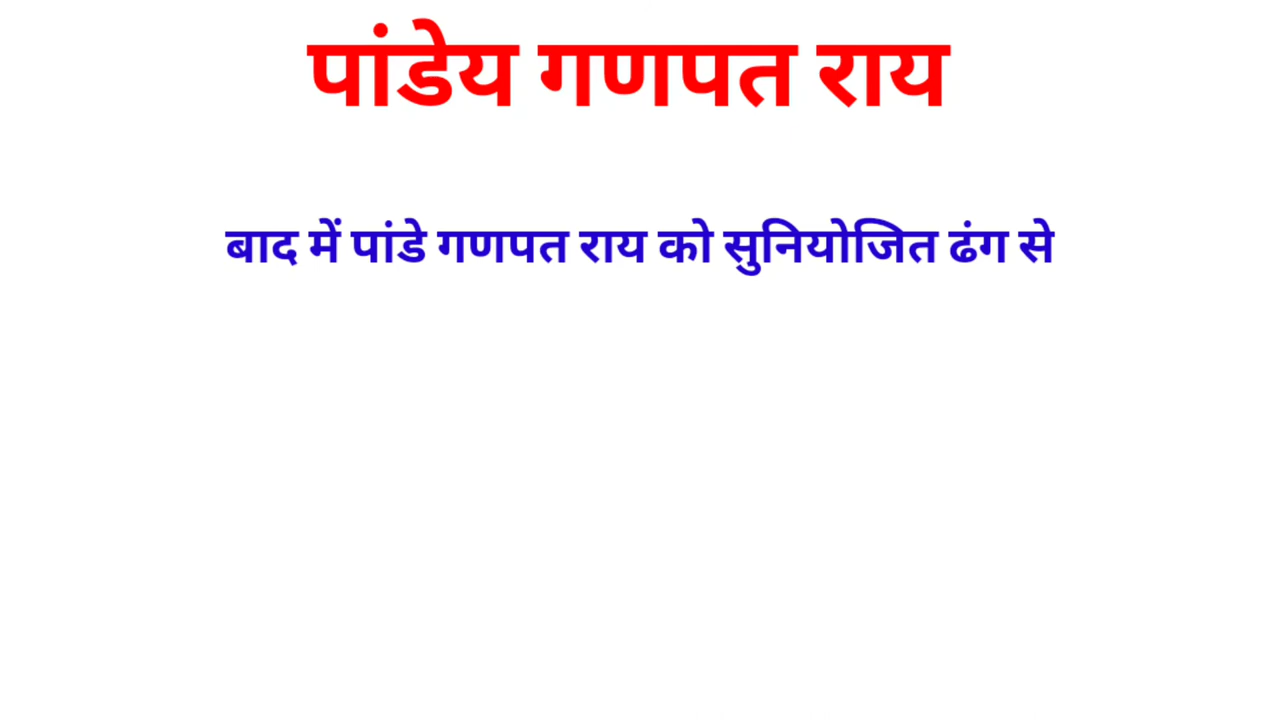 पांडेय गणपत राय
बाद में पांडे गणपत राय को सुनियोजित ढंग से